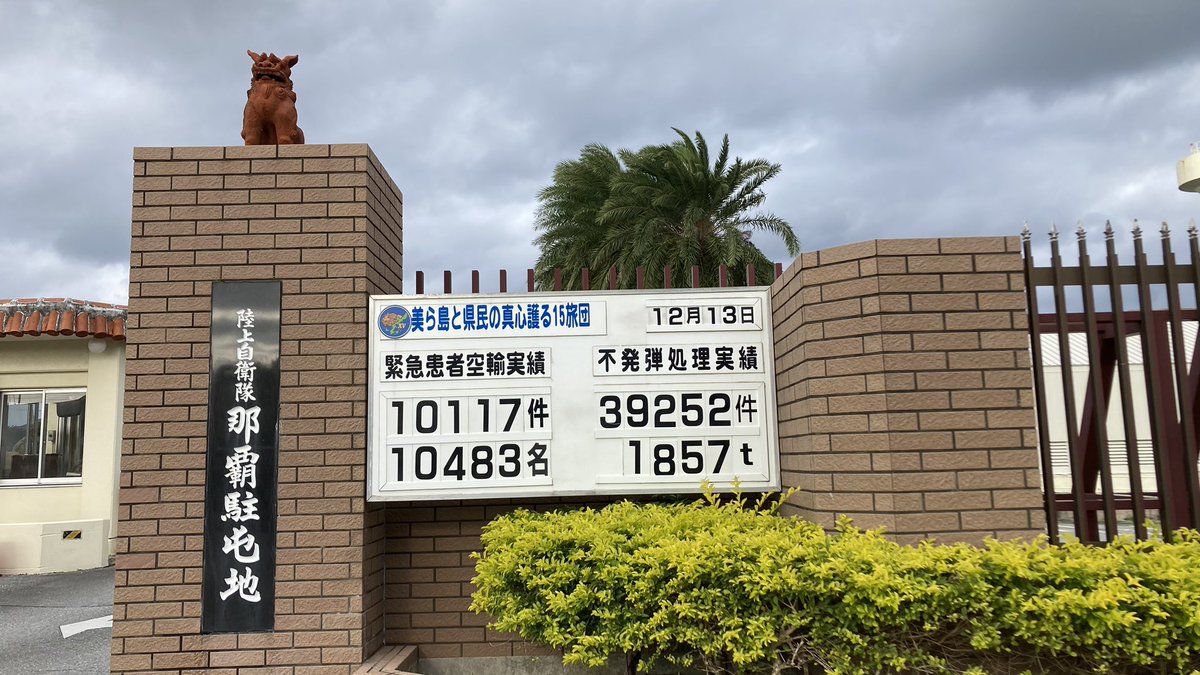 陸上自衛隊 那覇駐屯地
美ら島と県民の真心護る15旅団
12月13日
緊急患者空輸実績
10117件
10483名
不発弾処理実績
39252件
1857t